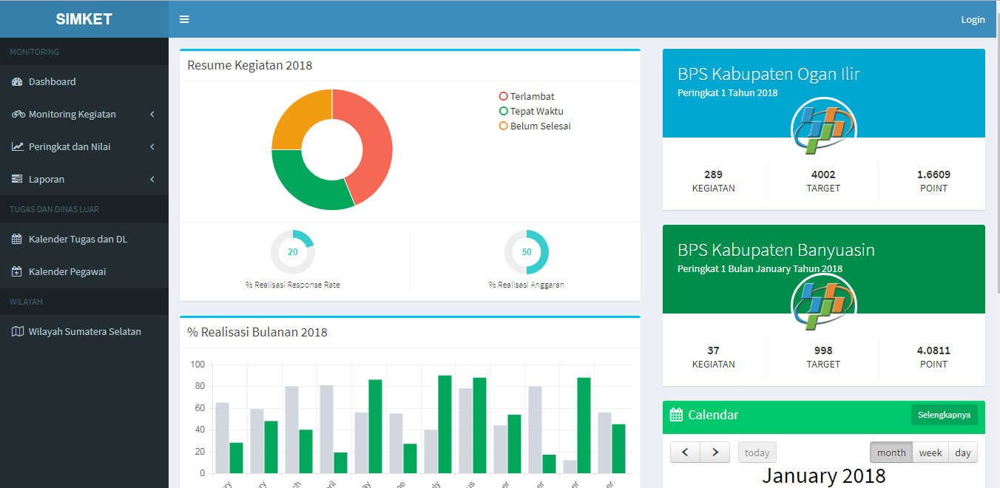 SIMKET
Login
MONITORING
Dashboard
Monitoring Kegiatan
Peringkat dan Nilai
Laporan
TUGAS DAN DINAS LUAR
Kalender Tugas dan DL
Kalender Pegawai
WILAYAH
Wilayah Sumatera Selatan
Resume Kegiatan 2018
Terlambat
Tepat Waktu
Belum Selesai
20
50
% Realisasi Response Rate
% Realisasi Anggaran
% Realisasi Bulanan 2018
100
80
60
40
20
0
BPS Kabupaten Ogan Ilir
Peringkat 1 Tahun 2018
289 4002 1.6609
KEGIATAN TARGET POINT
BPS Kabupaten Banyuasin
Peringkat 1 Bulan January Tahun 2018
37 998 4.0811
KEGIATAN TARGET POINT
Calendar Selengkapnya
today month week day
January 2018